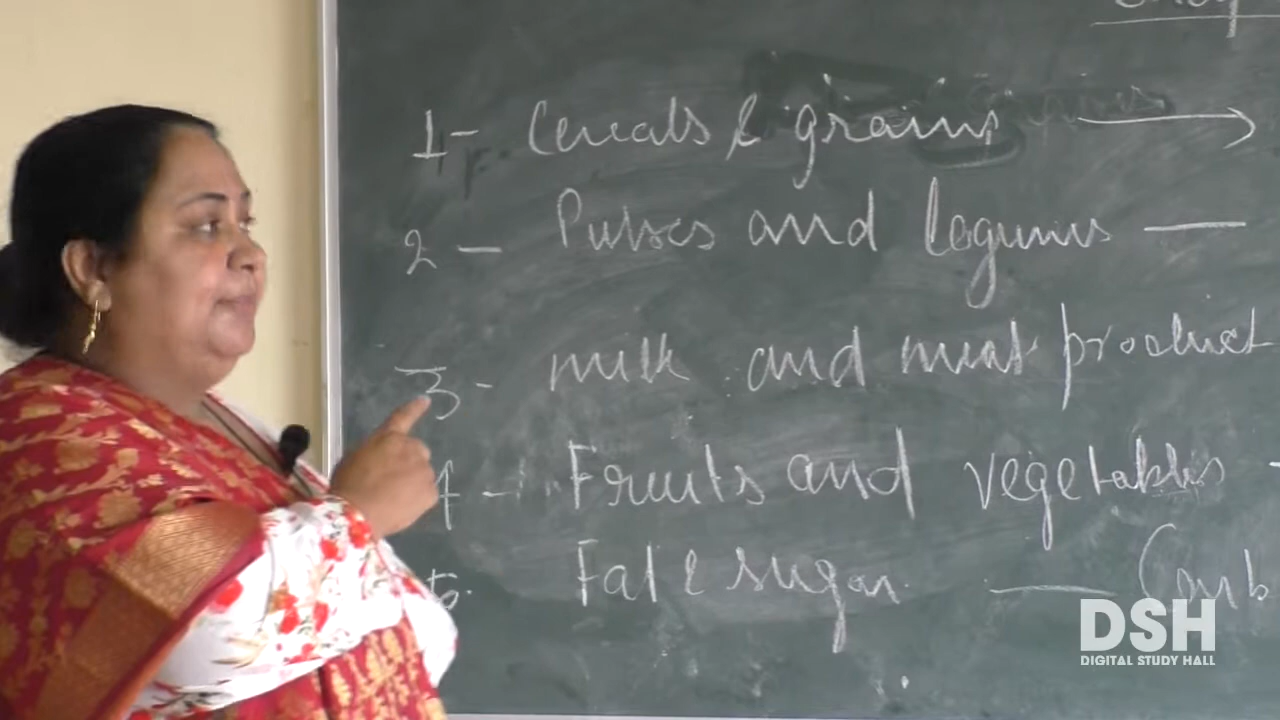 1- Cereals & grains →
2- Pulses and legumes —
3- milk and meat product
4- Fruits and vegetables -
5. Fat & sugar — Carb
DSH
DIGITAL STUDY HALL